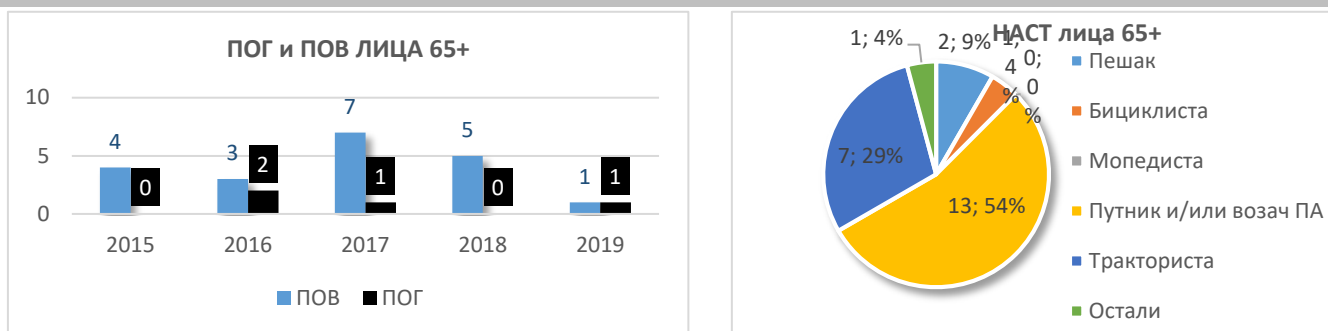 ПОГ и ПОВ ЛИЦА 65+
10
5
0
4
0
3
2
7
1
5
0
1
1
2015
2016
2017
2018
2019
ПОВ
ПОГ
НАСТ лица 65+
2; 9%
1;
4
%
0;
0
%
13; 54%
7; 29%
1; 4%
Пешак
Бициклиста
Мопедиста
Путник и/или возач ПА
Тракториста
Остали